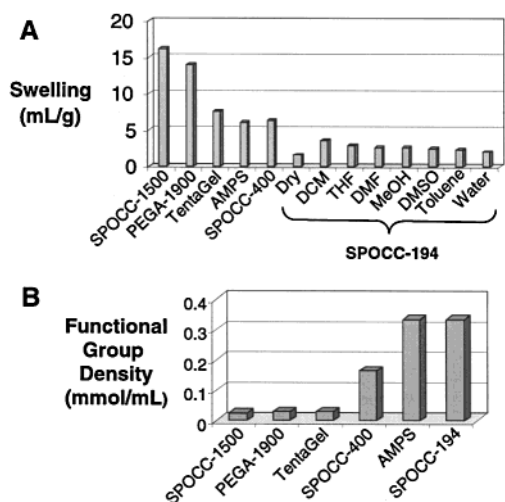 A
Swelling
(mL/g)
20
15
10
5
0
SPOCC-1500
PEGA-1900
TentaGel
AMPS
SPOCC-400
Dry
DCM
THF
DMF
MeOH
DMSO
Toluene
Water
SPOCC-194
B
Functional
Group
Density
(mmol/mL)
0.4
0.3
0.2
0.1
0
SPOCC-1500
PEGA-1900
TentaGel
SPOCC-400
AMPS
SPOCC-194